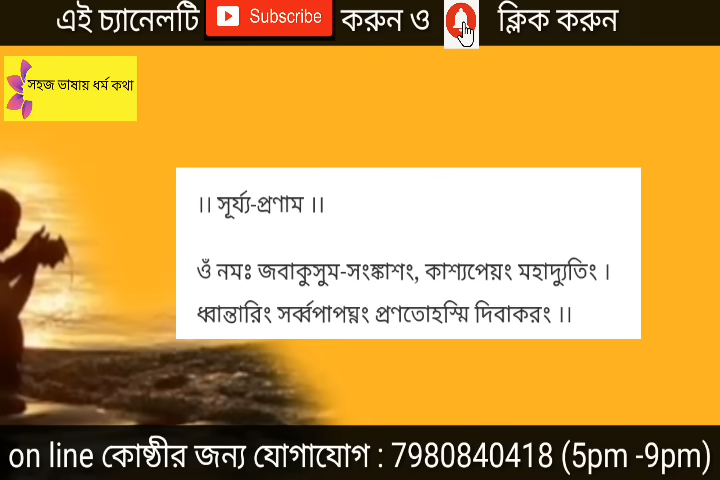 এই চ্যানেলটি Subscribe করুন ও ক্লিক করুন
সহজ ভাষায় ধর্ম কথা
।। সূর্য্য-প্রণাম ।।
ওঁ নমঃ জবাকুসুম-সংঙ্কাশং, কাশ্যপেয়ং মহাদ্যুতিং ।
ধ্বান্তারিং সর্ব্বপাপঘ্নং প্রণতোহস্মি দিবাকরং ।।
on line কোষ্ঠীর জন্য যোগাযোগ : 7980840418 (5pm -9pm)